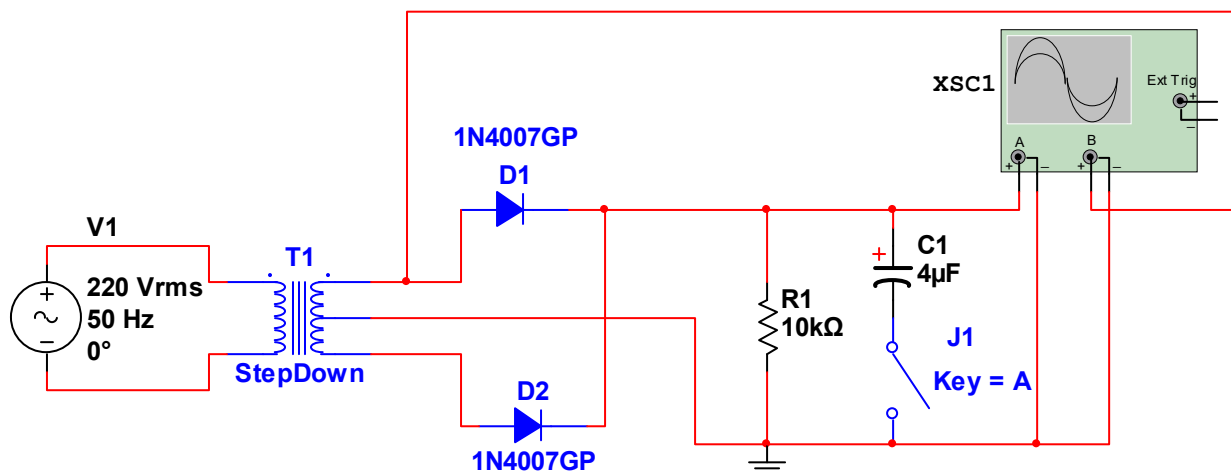 XSC1
Ext Trig
+
−
A
B
+
−
+
−
1N4007GP
D1
V1
+
−
220 Vrms
50 Hz
0°
T1
StepDown
D2
1N4007GP
R1
10kΩ
+
C1
4µF
J1
Key = A